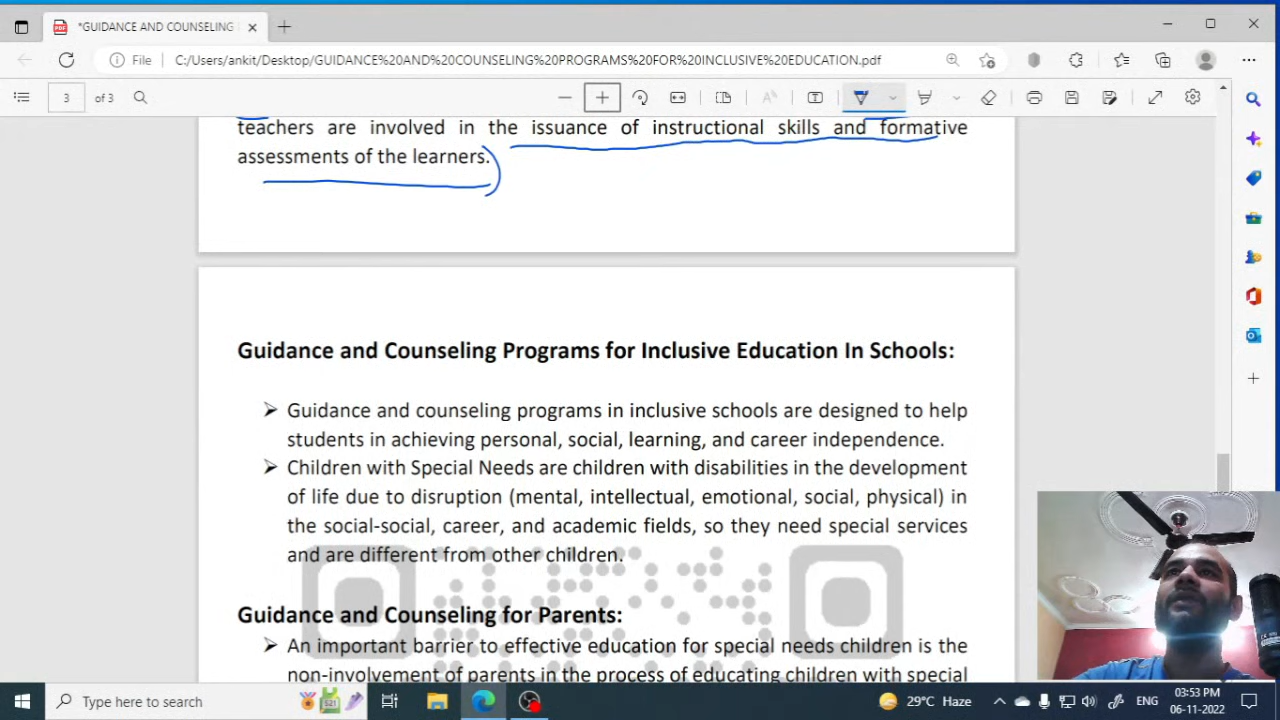 *GUIDANCE AND COUNSELING
File
C:/Users/ankit/Desktop/GUIDANCE%20AND%20COUNSELING%20PROGRAMS%20FOR%20INCLUSIVE%20EDUCATION.pdf
3 of 3
teachers are involved in the issuance of instructional skills and formative
assessments of the learners.
Guidance and Counseling Programs for Inclusive Education In Schools:
➤ Guidance and counseling programs in inclusive schools are designed to help
students in achieving personal, social, learning, and career independence.
➤ Children with Special Needs are children with disabilities in the development
of life due to disruption (mental, intellectual, emotional, social, physical) in
the social-social, career, and academic fields, so they need special services
and are different from other children.
Guidance and Counseling for Parents:
➤ An important barrier to effective education for special needs children is the
non-involvement of parents in the process of educating children with special
Type here to search
29°C Haze
ENG
03:53 PM
06-11-2022